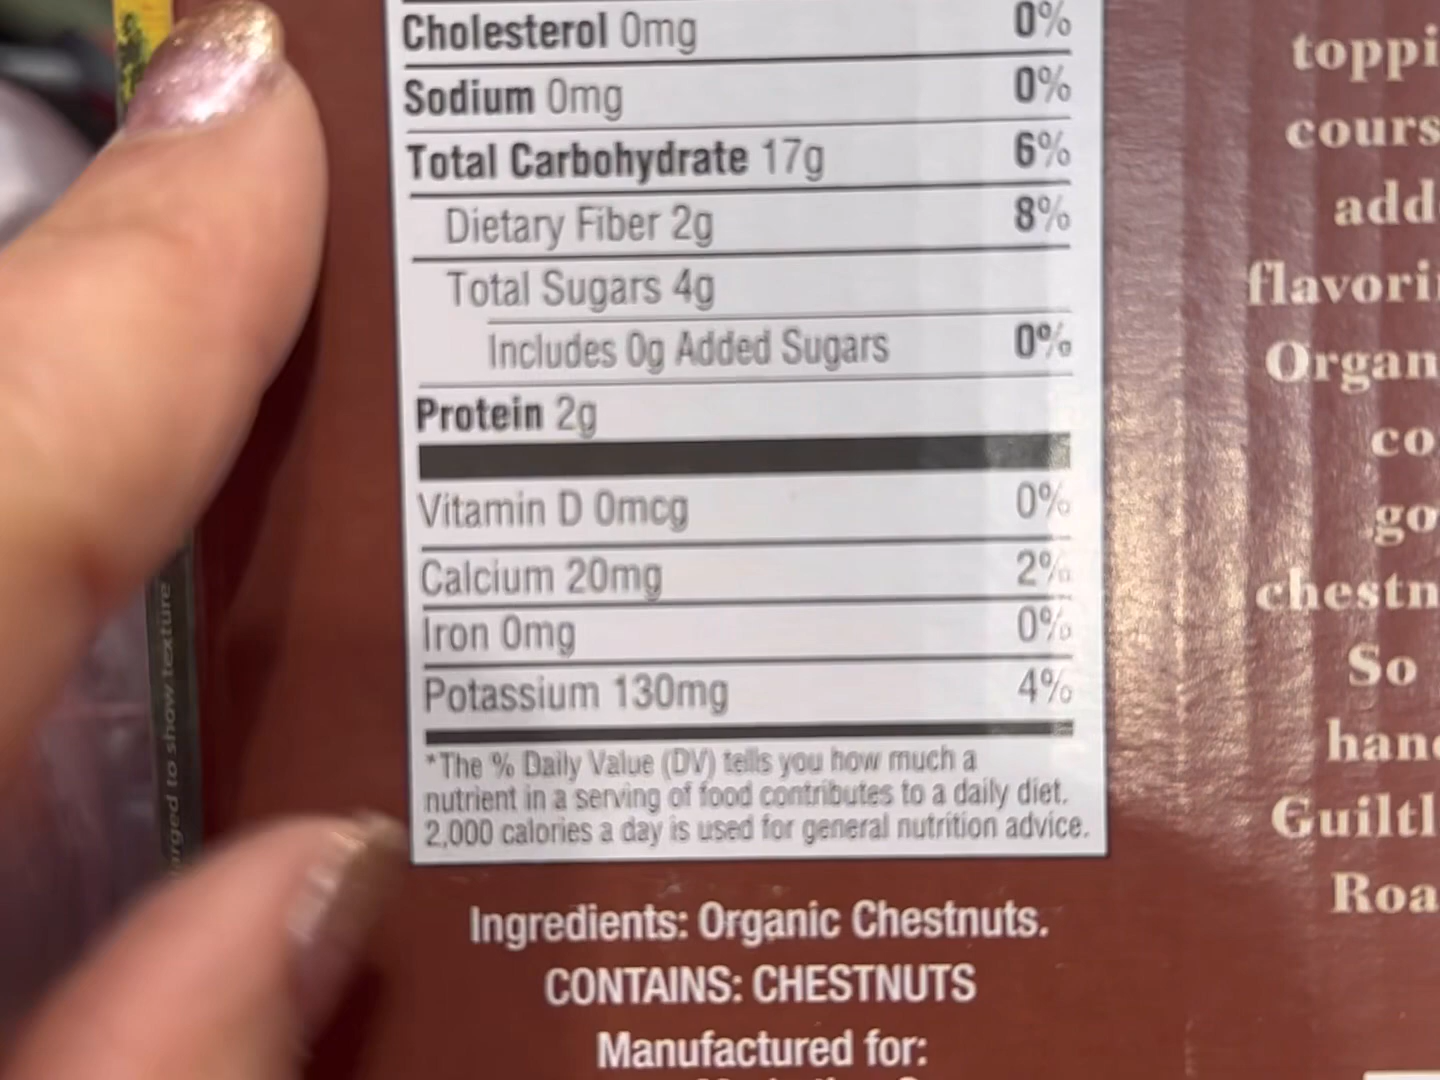 Cholesterol 0mg 0%
Sodium 0mg 0%
Total Carbohydrate 17g 6%
Dietary Fiber 2g 8%
Total Sugars 4g
Includes 0g Added Sugars 0%
Protein 2g
Vitamin D 0mcg 0%
Calcium 20mg 2%
Iron 0mg 0%
Potassium 130mg 4%
*The % Daily Value (DV) tells you how much a
nutrient in a serving of food contributes to a daily diet.
2,000 calories a day is used for general nutrition advice.
Ingredients: Organic Chestnuts.
CONTAINS: CHESTNUTS
Manufactured for:
toppi
cours
add
flavori
Organ
co
go
chestn
So
han
Guiltl
Roa
arged to show texture